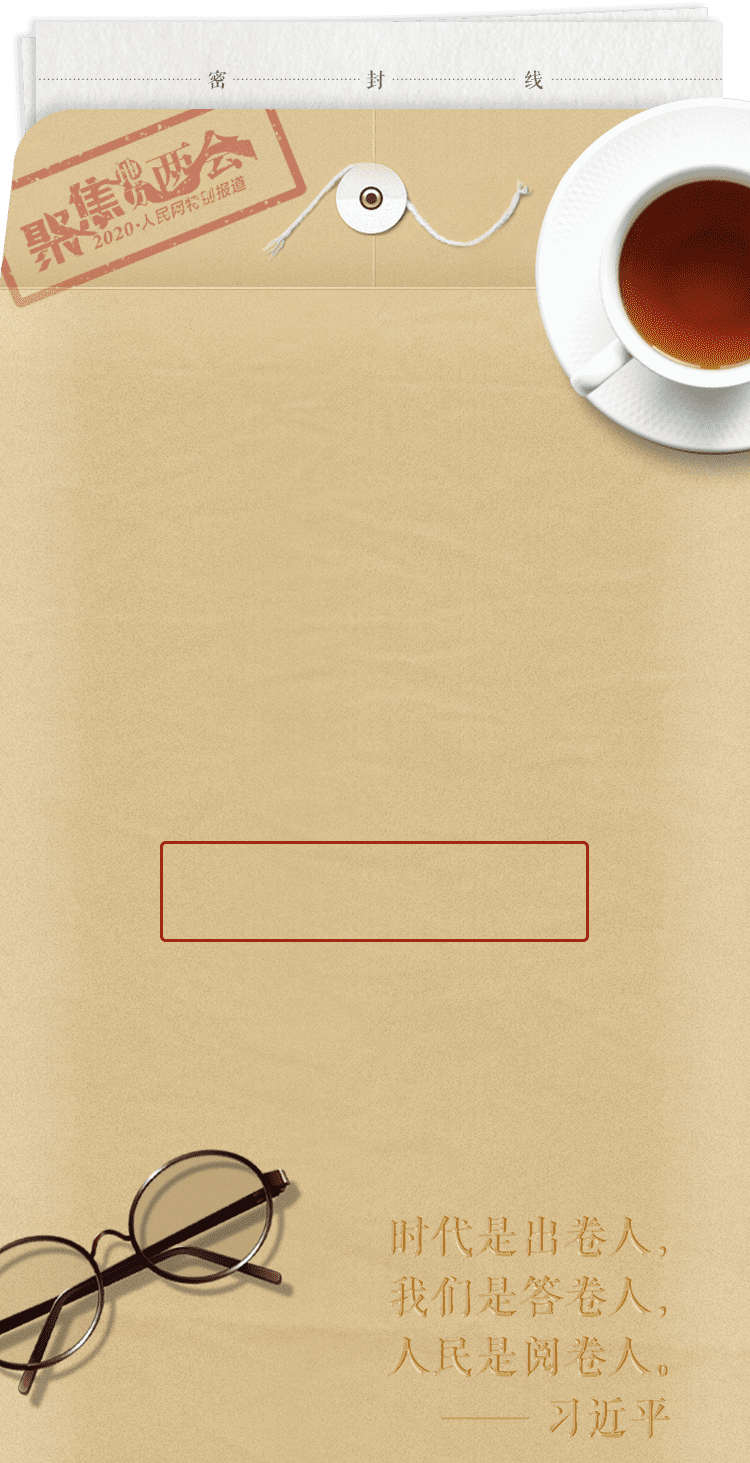 密 封 线
聚焦 两会
2020·人民网特别报道
时代是出卷人，
我们是答卷人，
人民是阅卷人。
—— 习近平